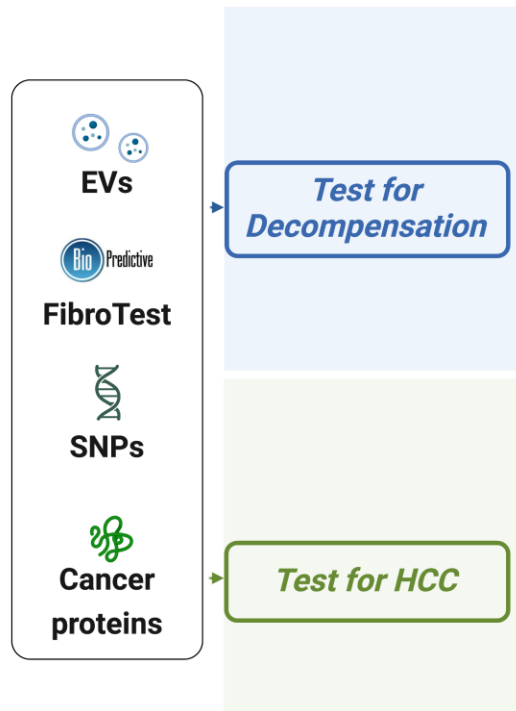 EVs
Bio Predictive
FibroTest
SNPs
Cancer
proteins
Test for
Decompensation
Test for HCC